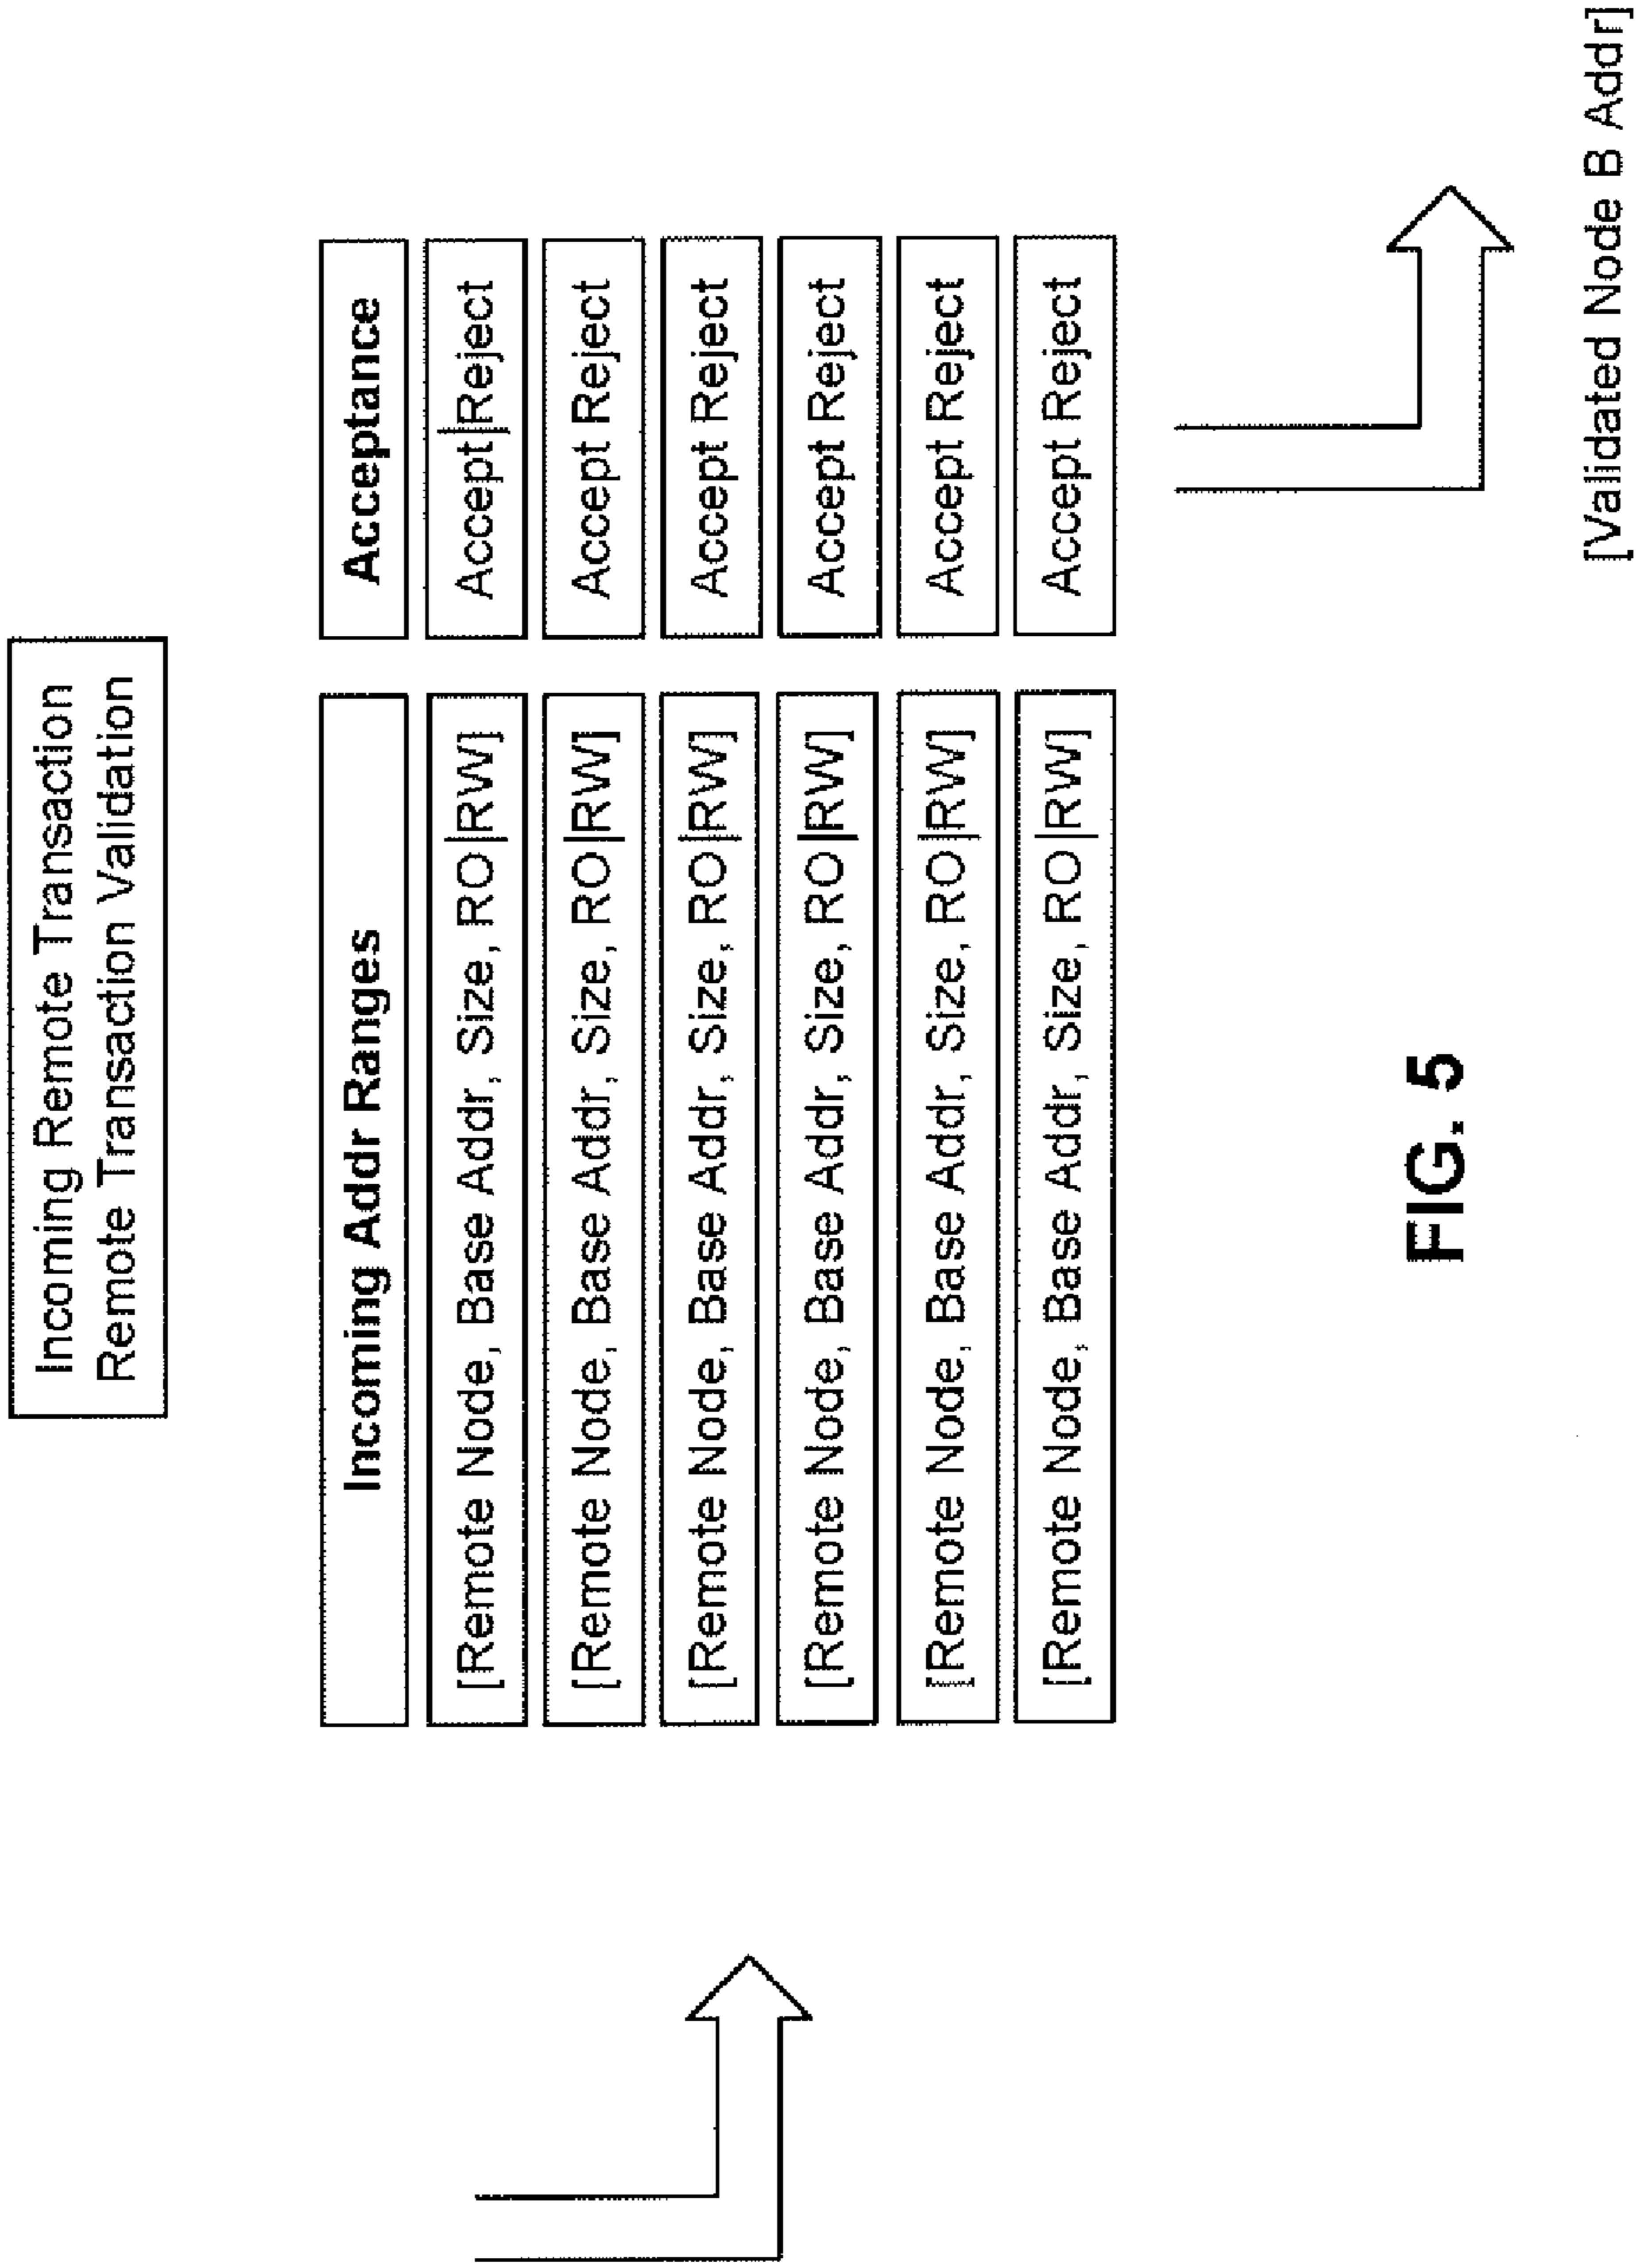 Incoming Remote Transaction
Remote Transaction Validation
Incoming Addr Ranges
Acceptance
[Remote Node, Base Addr, Size, RO|RW]
Accept|Reject
[Remote Node, Base Addr, Size, RO|RW]
Accept Reject
[Remote Node, Base Addr, Size, RO|RW]
Accept Reject
[Remote Node, Base Addr, Size, RO|RW]
Accept Reject
[Remote Node, Base Addr, Size, RO|RW]
Accept Reject
[Remote Node, Base Addr, Size, RO|RW]
Accept Reject
FIG. 5
[Validated Node B Addr]